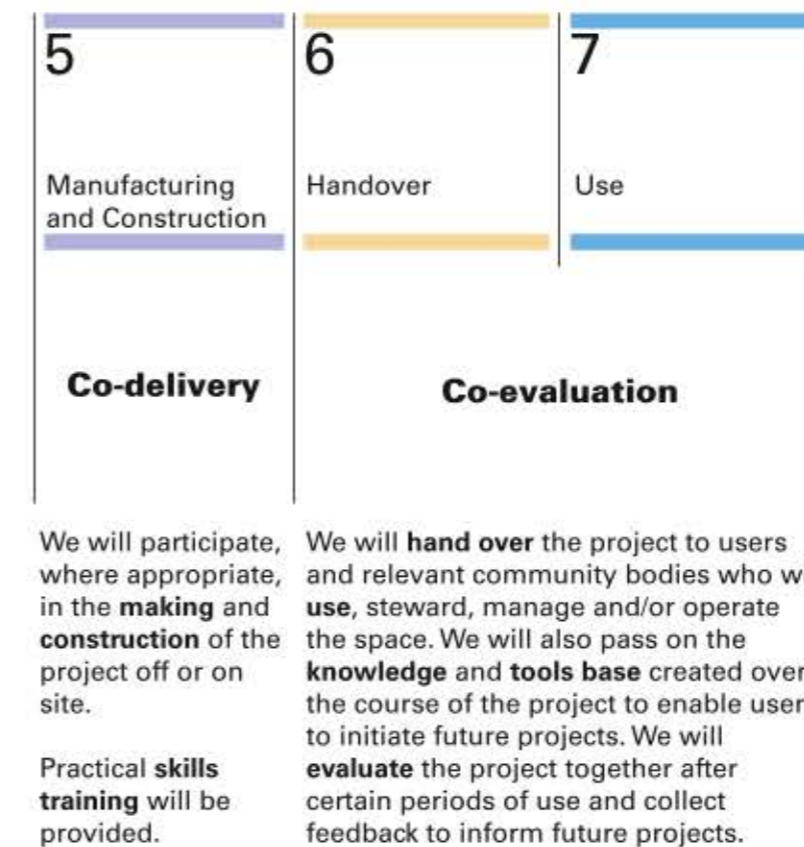 5
Manufacturing
and Construction
6
Handover
7
Use
Co-delivery
Co-evaluation
We will participate,
where appropriate,
in the making and
construction of the
project off or on
site.
Practical skills
training will be
provided.
We will hand over the project to users
and relevant community bodies who
use, steward, manage and/or operate
the space. We will also pass on the
knowledge and tools base created over
the course of the project to enable user
to initiate future projects. We will
evaluate the project together after
certain periods of use and collect
feedback to inform future projects.